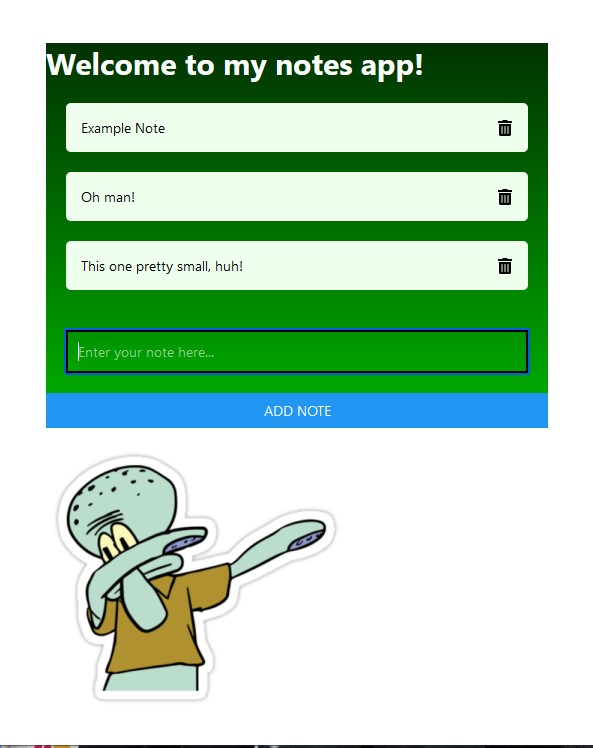 Welcome to my notes app!
Example Note
Oh man!
This one pretty small, huh!
Enter your note here...
ADD NOTE